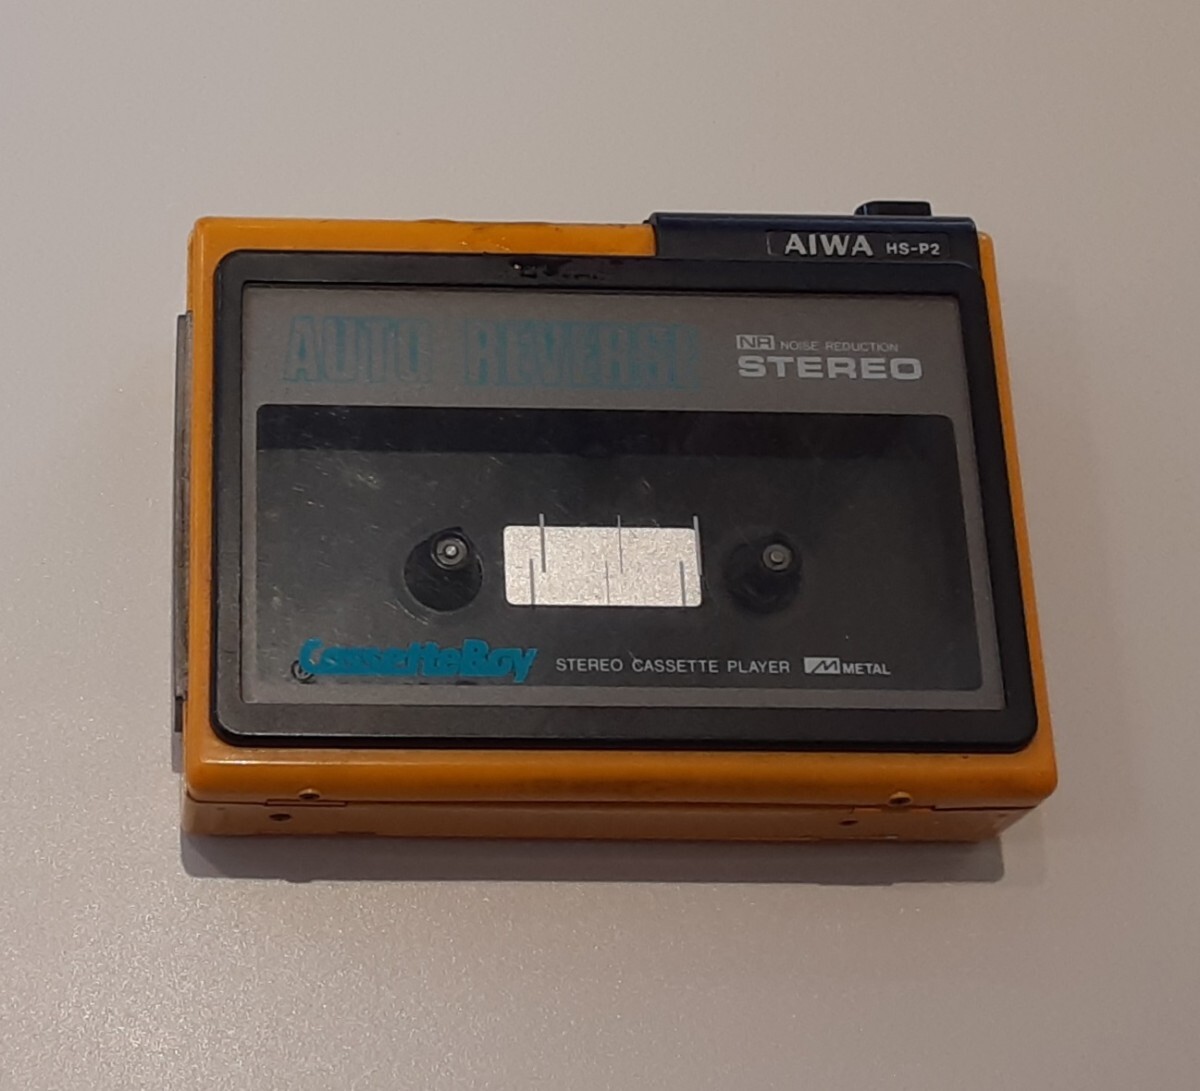 AIWA HS-P2
AUTO REVERSE
NR NOISE REDUCTION
STEREO
CassetteBoy STEREO CASSETTE PLAYER METAL